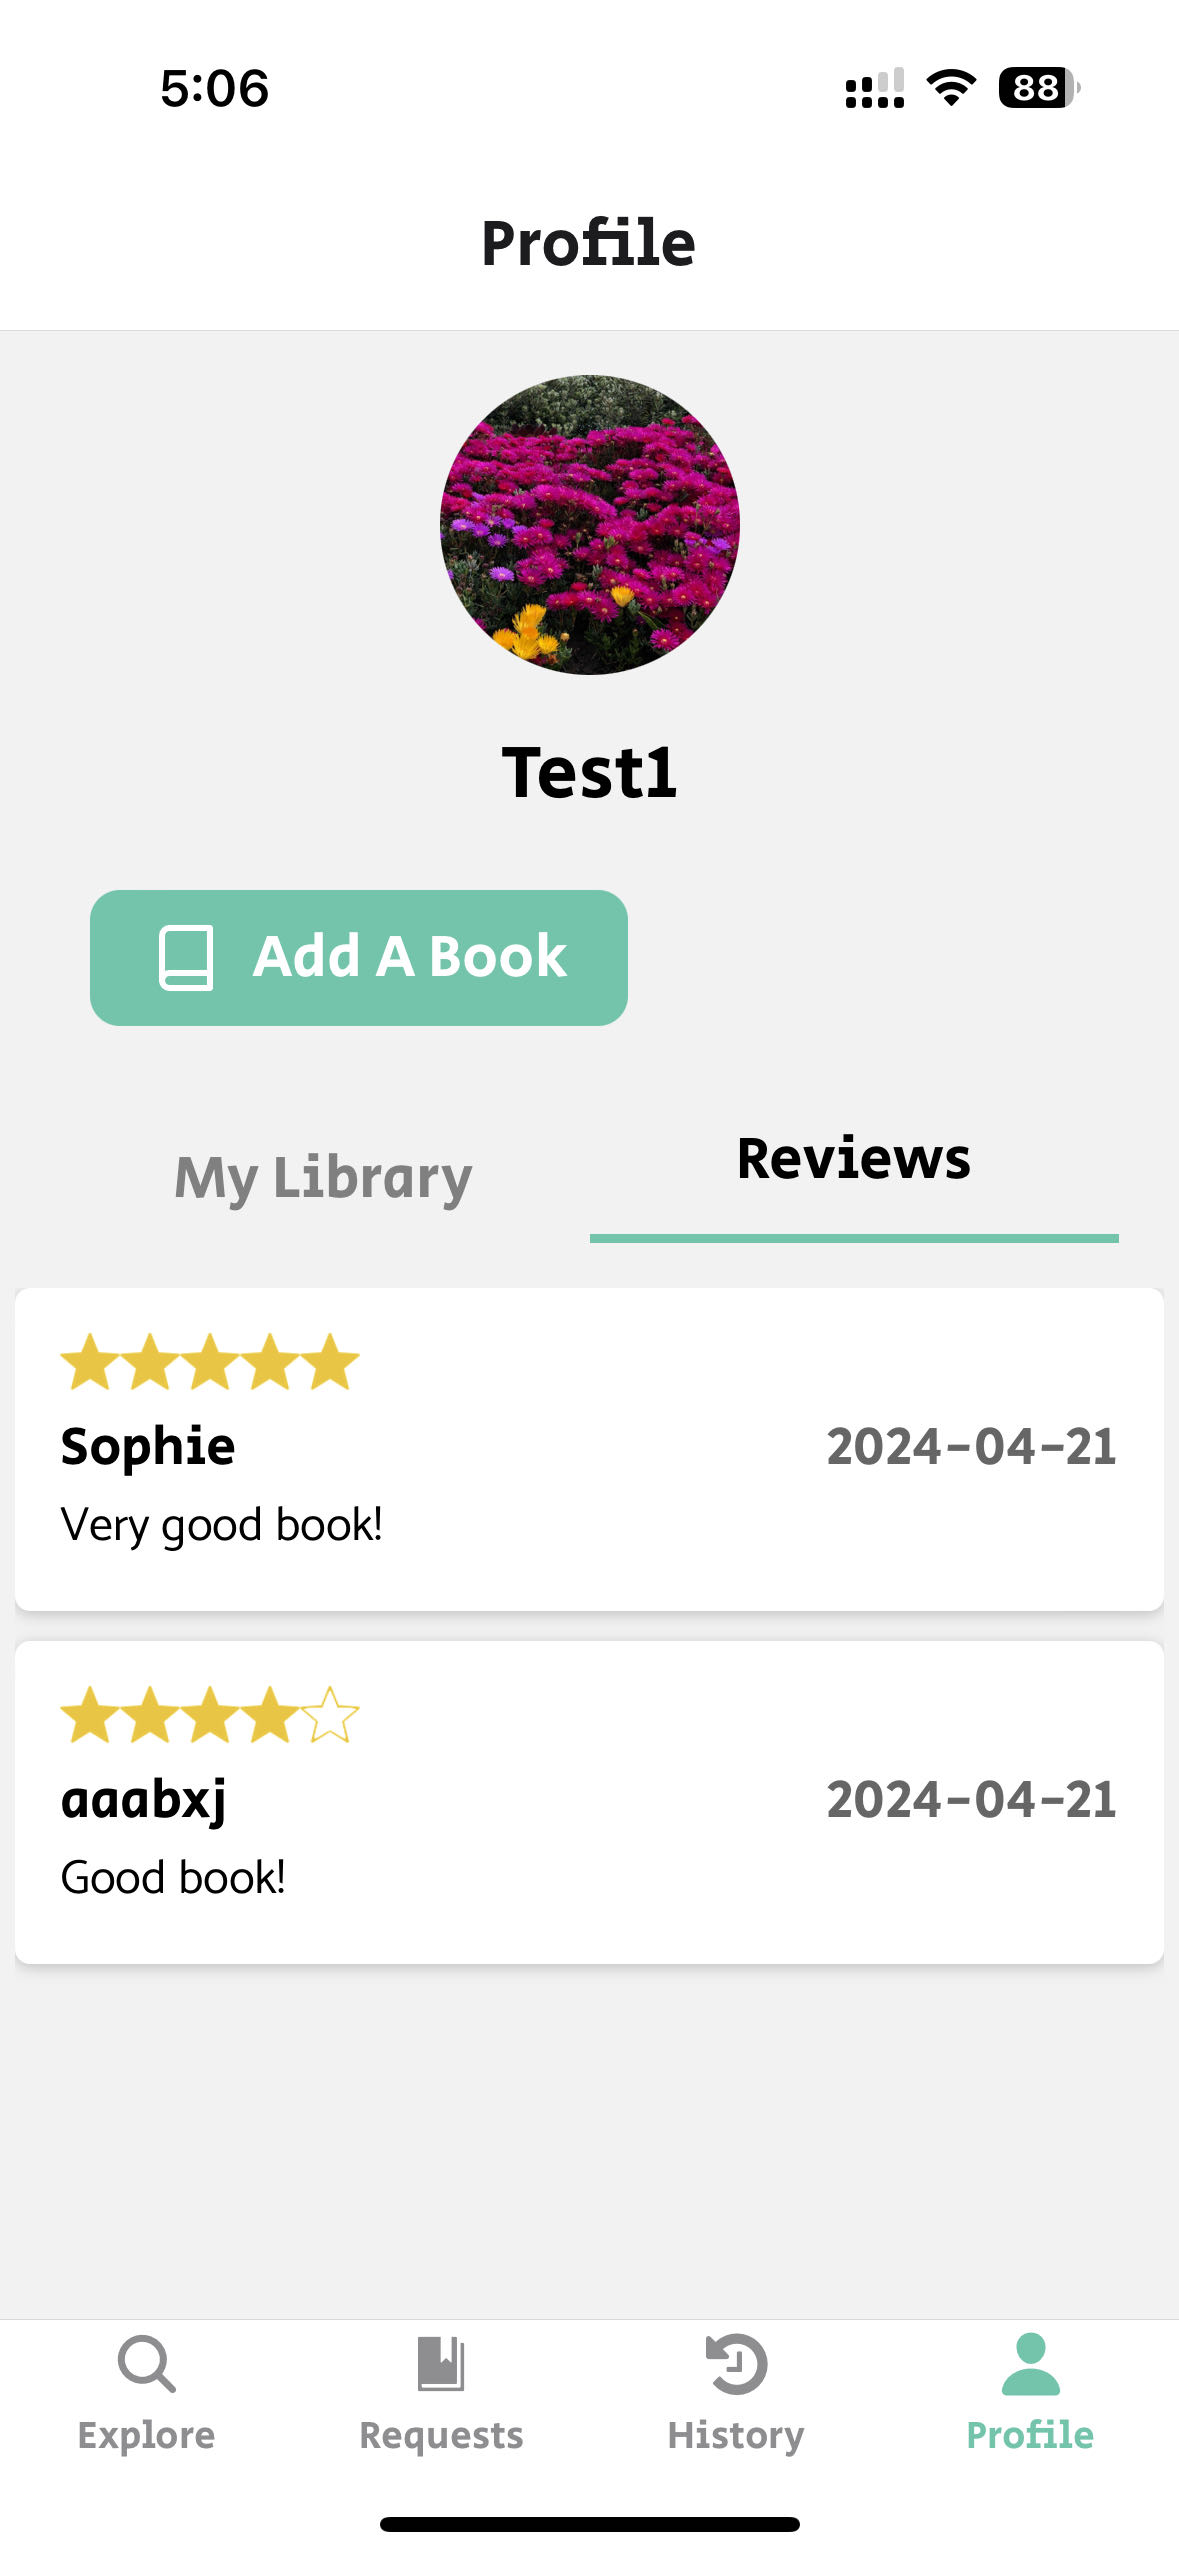 5:06
88
Profile
Test1
Add A Book
My Library
Reviews
Sophie
2024-04-21
Very good book!
aaabxj
2024-04-21
Good book!
Explore
Requests
History
Profile